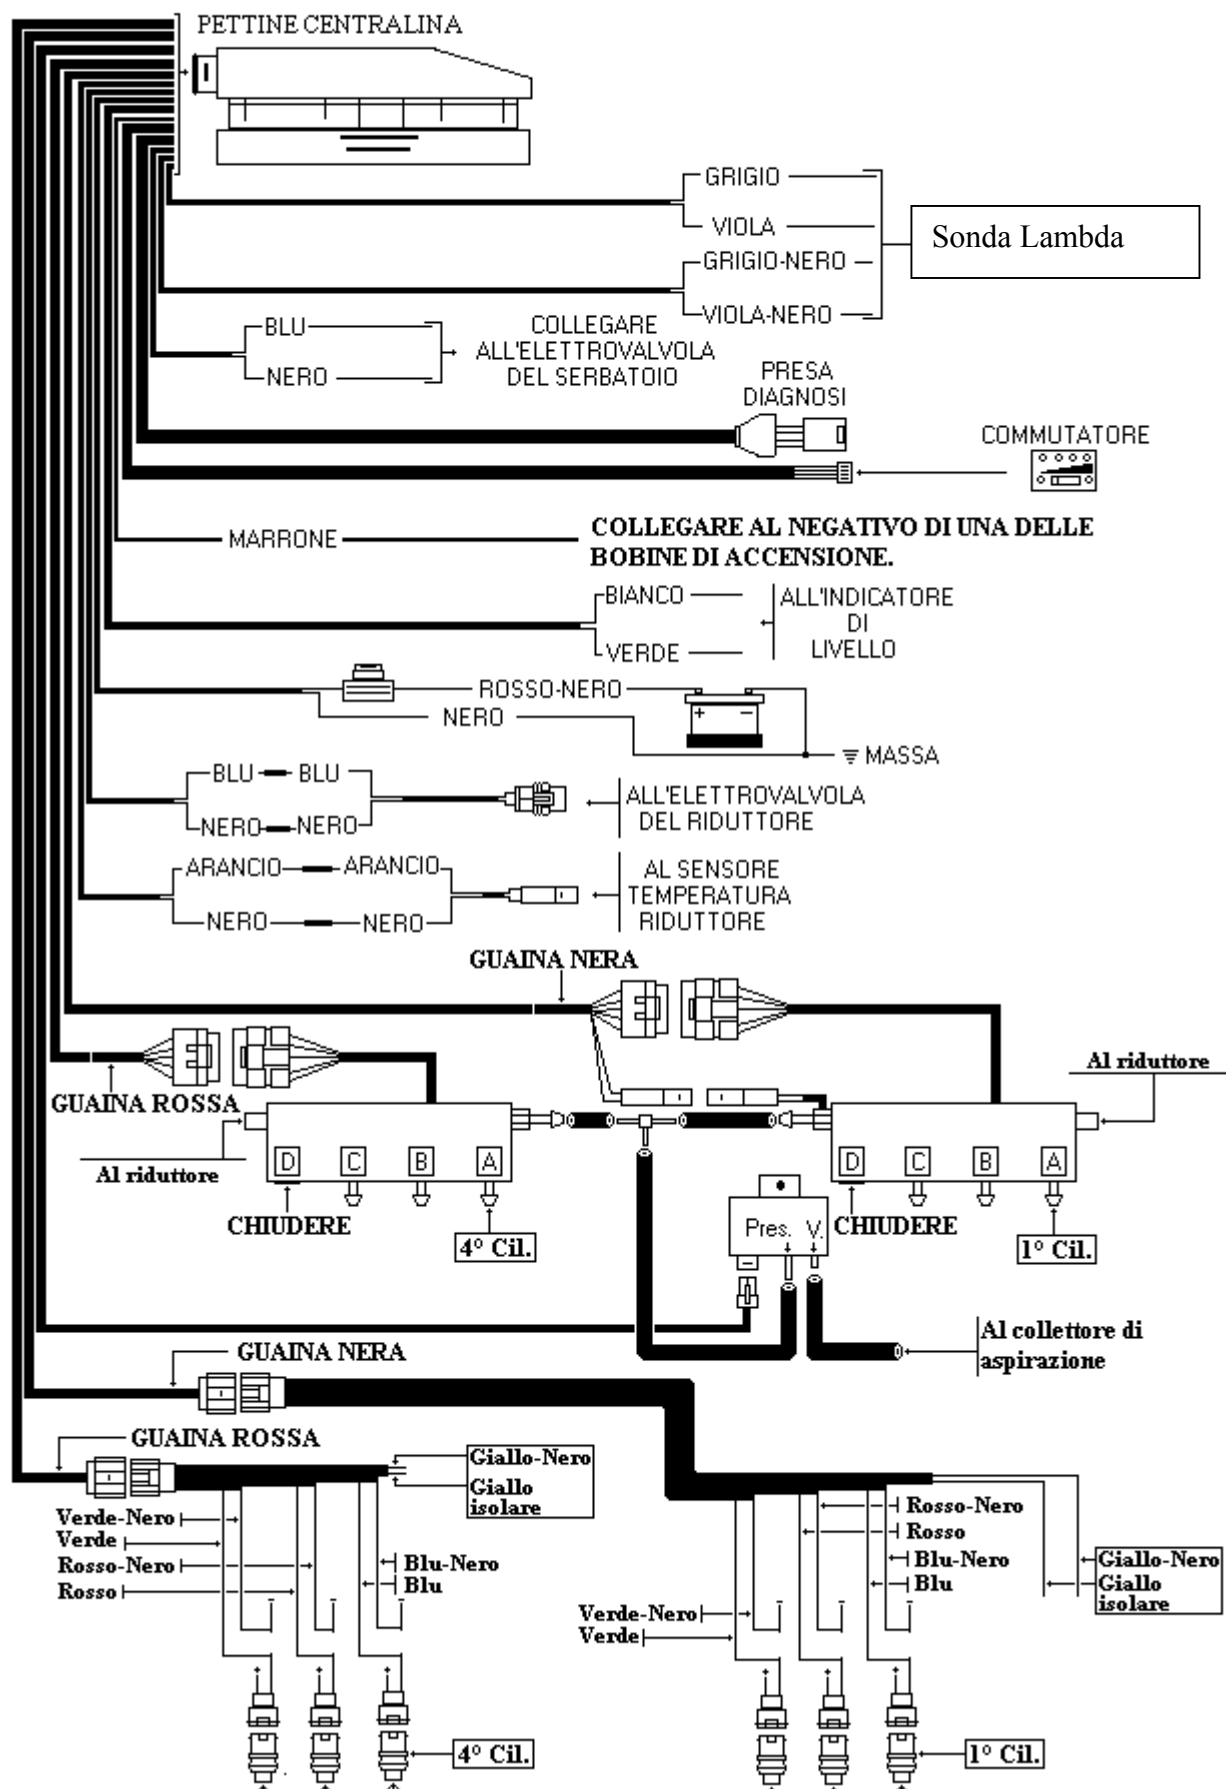 PETTINE CENTRALINA
GRIGIO
VIOLA
GRIGIO-NERO
VIOLA-NERO
Sonda Lambda
BLU
NERO
COLLEGARE
ALL'ELETTROVALVOLA
DEL SERBATOIO
PRESA
DIAGNOSI
COMMUTATORE
MARRONE
COLLEGARE AL NEGATIVO DI UNA DELLE
BOBINE DI ACCENSIONE.
BIANCO
VERDE
ALL'INDICATORE
DI
LIVELLO
ROSSO-NERO
NERO
+ −
MASSA
BLU BLU
NERO NERO
ALL'ELETTROVALVOLA
DEL RIDUTTORE
ARANCIO ARANCIO
NERO NERO
AL SENSORE
TEMPERATURA
RIDUTTORE
GUAINA NERA
GUAINA ROSSA
Al riduttore
D C B A
D C B A
Al riduttore
CHIUDERE
4° Cil.
Pres. V.
CHIUDERE
1° Cil.
Al collettore di
aspirazione
GUAINA NERA
GUAINA ROSSA
Giallo-Nero
Giallo
isolare
Verde-Nero
Verde
Rosso-Nero
Rosso
Blu-Nero
Blu
Rosso-Nero
Rosso
Blu-Nero
Blu
Giallo-Nero
Giallo
isolare
Verde-Nero
Verde
4° Cil.
1° Cil.